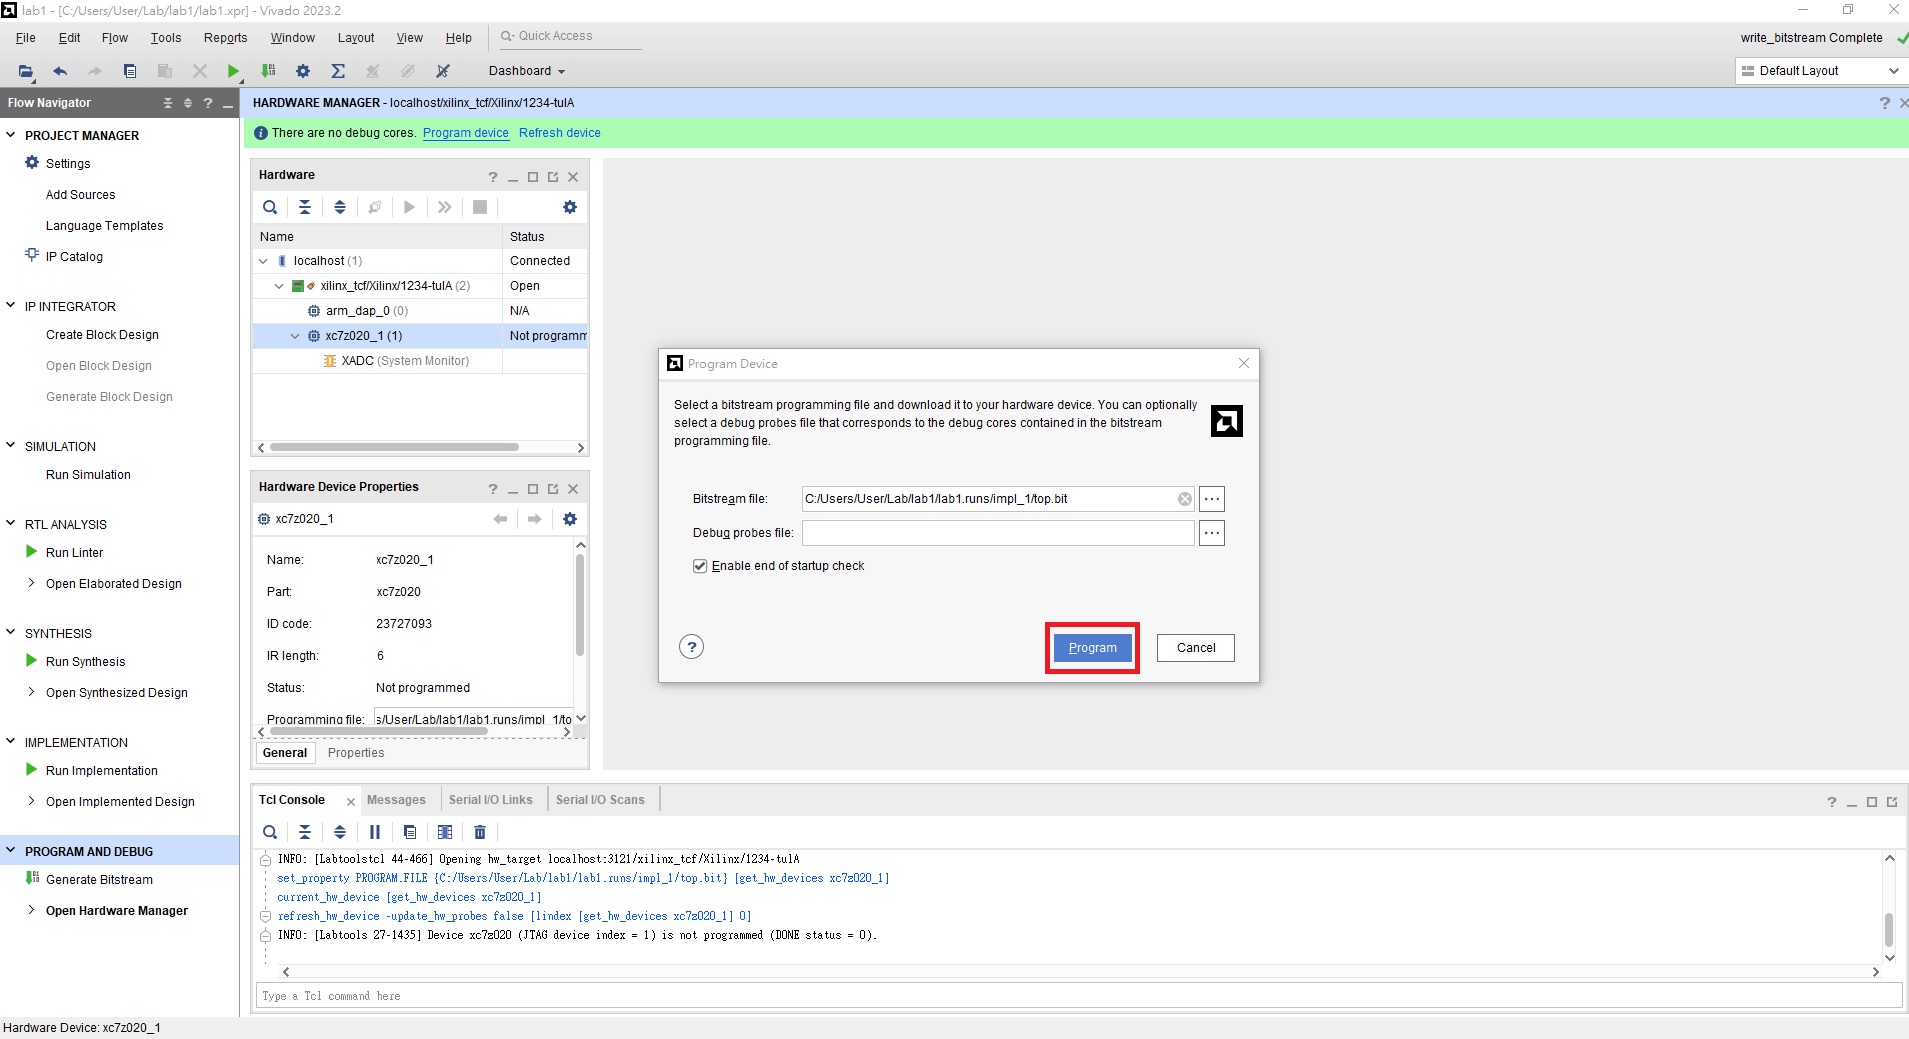 lab1 - [C:/Users/User/Lab/lab1/lab1.xpr] - Vivado 2023.2
File Edit Flow Tools Reports Window Layout View Help Quick Access
write_bitstream Complete
Dashboard
Default Layout
Flow Navigator
HARDWARE MANAGER - localhost/xilinx_tcf/Xilinx/1234-tulA
There are no debug cores. Program device Refresh device
PROJECT MANAGER
Settings
Add Sources
Language Templates
IP Catalog
IP INTEGRATOR
Create Block Design
Open Block Design
Generate Block Design
SIMULATION
Run Simulation
RTL ANALYSIS
Run Linter
Open Elaborated Design
SYNTHESIS
Run Synthesis
Open Synthesized Design
IMPLEMENTATION
Run Implementation
Open Implemented Design
PROGRAM AND DEBUG
Generate Bitstream
Open Hardware Manager
Hardware
Name Status
localhost (1) Connected
xilinx_tcf/Xilinx/1234-tulA (2) Open
arm_dap_0 (0) N/A
xc7z020_1 (1) Not programm
XADC (System Monitor)
Hardware Device Properties
xc7z020_1
Name: xc7z020_1
Part: xc7z020
ID code: 23727093
IR length: 6
Status: Not programmed
Programming file: s/User/Lab/lab1/lab1.runs/impl_1/to
General Properties
Program Device
Select a bitstream programming file and download it to your hardware device. You can optionally
select a debug probes file that corresponds to the debug cores contained in the bitstream
programming file.
Bitstream file: C:/Users/User/Lab/lab1/lab1.runs/impl_1/top.bit
Debug probes file:
Enable end of startup check
Program Cancel
Tcl Console Messages Serial I/O Links Serial I/O Scans
INFO: [Labtoolstcl 44-466] Opening hw_target localhost:3121/xilinx_tcf/Xilinx/1234-tulA
set_property PROGRAM.FILE {C:/Users/User/Lab/lab1/lab1.runs/impl_1/top.bit} [get_hw_devices xc7z020_1]
current_hw_device [get_hw_devices xc7z020_1]
refresh_hw_device -update_hw_probes false [lindex [get_hw_devices xc7z020_1] 0]
INFO: [Labtools 27-1435] Device xc7z020 (JTAG device index = 1) is not programmed (DONE status = 0).
Type a Tcl command here
Hardware Device: xc7z020_1